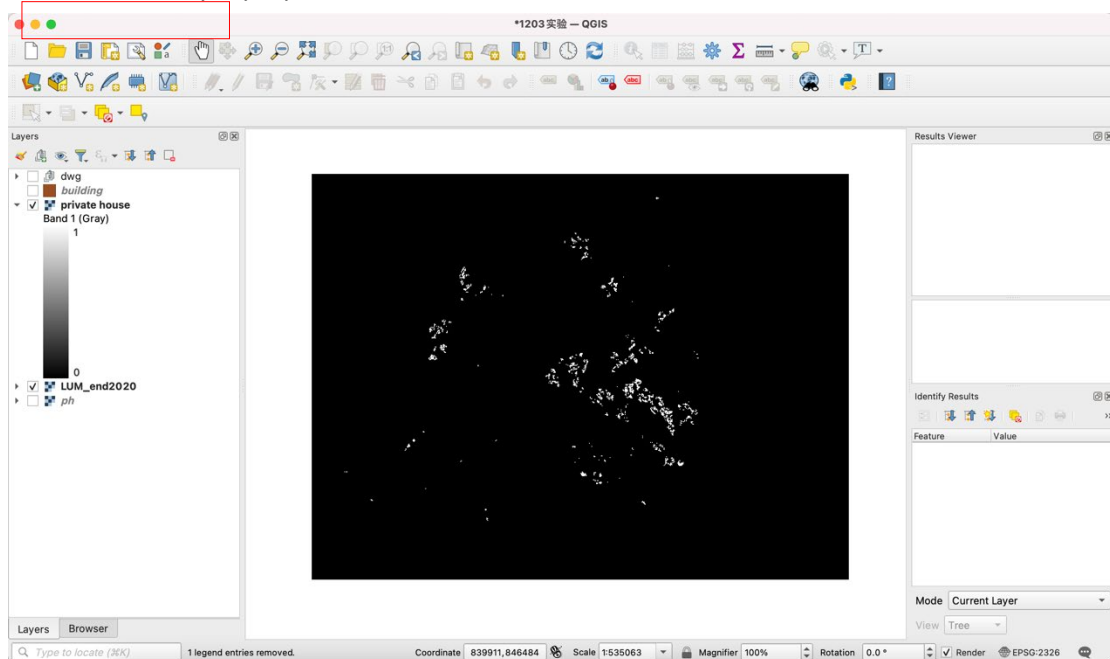 *1203实验 — QGIS
Layers
dwg
building
private house
Band 1 (Gray)
1
0
LUM_end2020
ph
Results Viewer
Identify Results
Feature Value
Mode Current Layer
View Tree
Layers Browser
Type to locate (⌘K) 1 legend entries removed. Coordinate 839911,846484 Scale 1:535063 Magnifier 100% Rotation 0.0 ° Render EPSG:2326